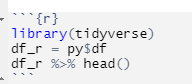 ```{r}
library(tidyverse)
df_r = py$df
df_r %>% head()
```